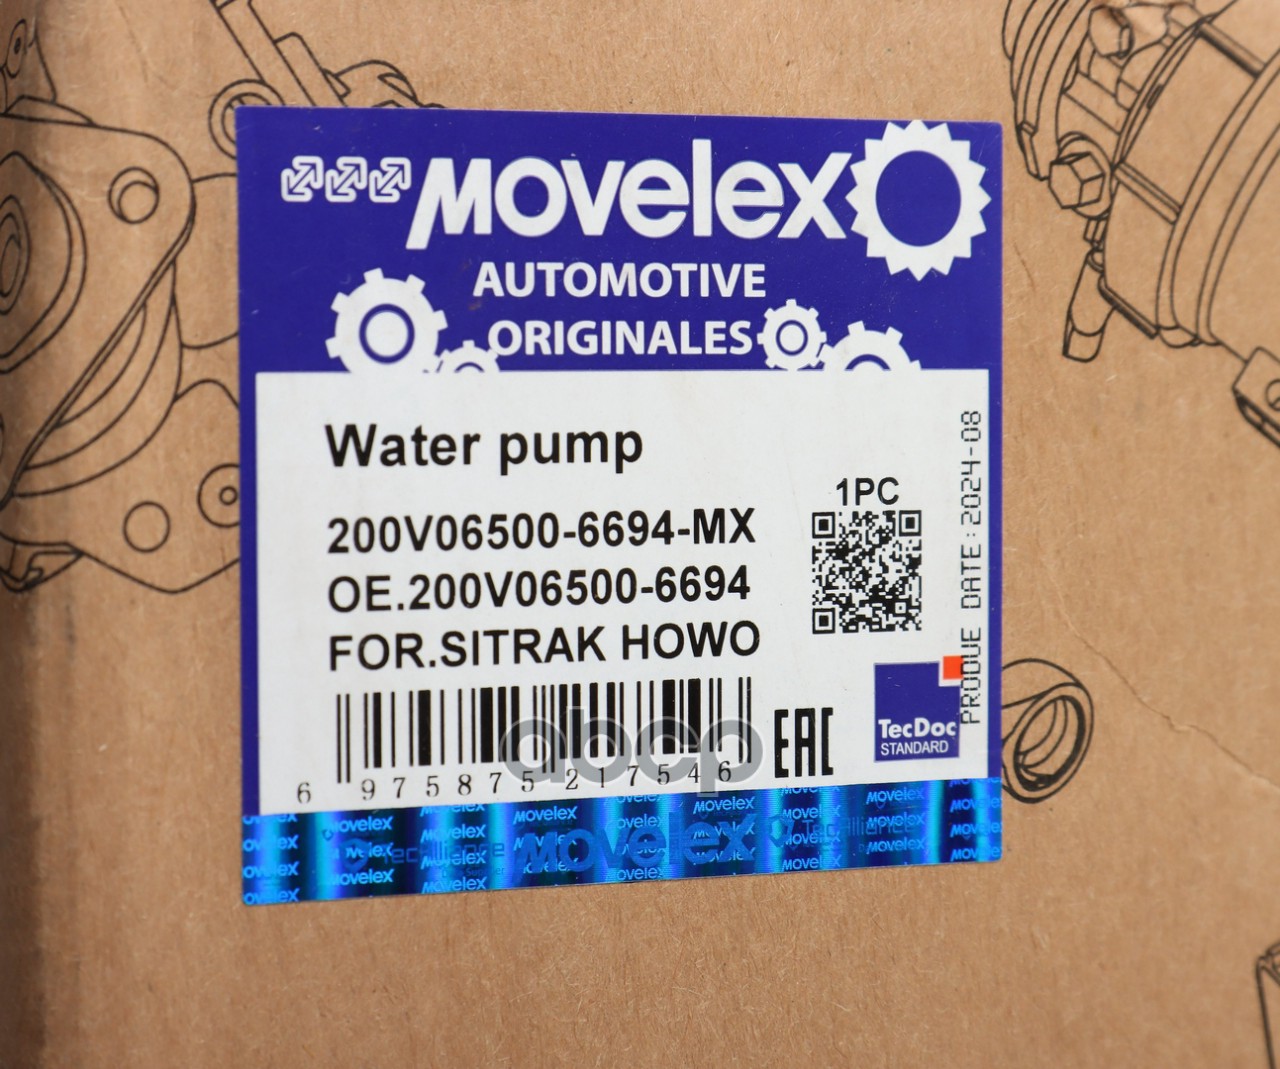 MOVelex
AUTOMOTIVE
ORIGINALES
Water pump
200V06500-6694-MX
OE.200V06500-6694
FOR.SITRAK HOWO
1PC
PRODUE DATE:2024-08
TecDoc
STANDARD
EAC
6 975875 217546
abcp
MOVelex